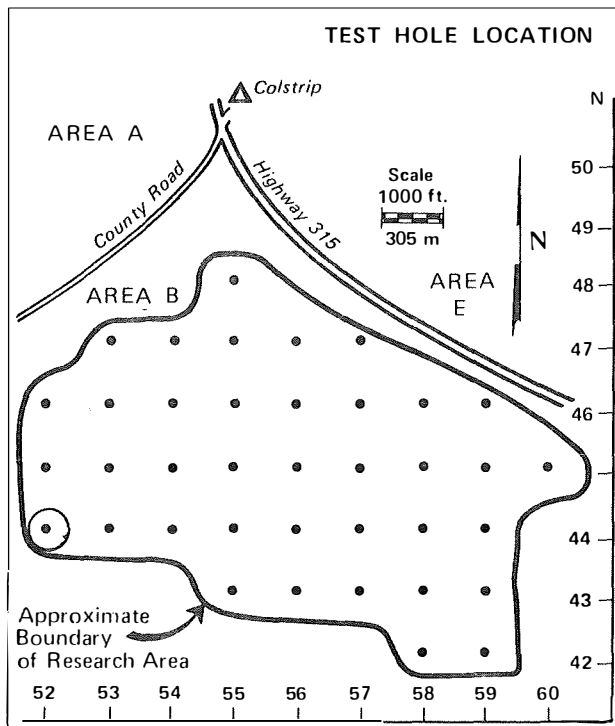 TEST HOLE LOCATION
Colstrip
N
AREA A
County Road
Highway 315
Scale
1000 ft.
305 m
N
AREA B
AREA
E
50
49
48
47
46
45
44
43
42
Approximate
Boundary
of Research Area
52 53 54 55 56 57 58 59 60